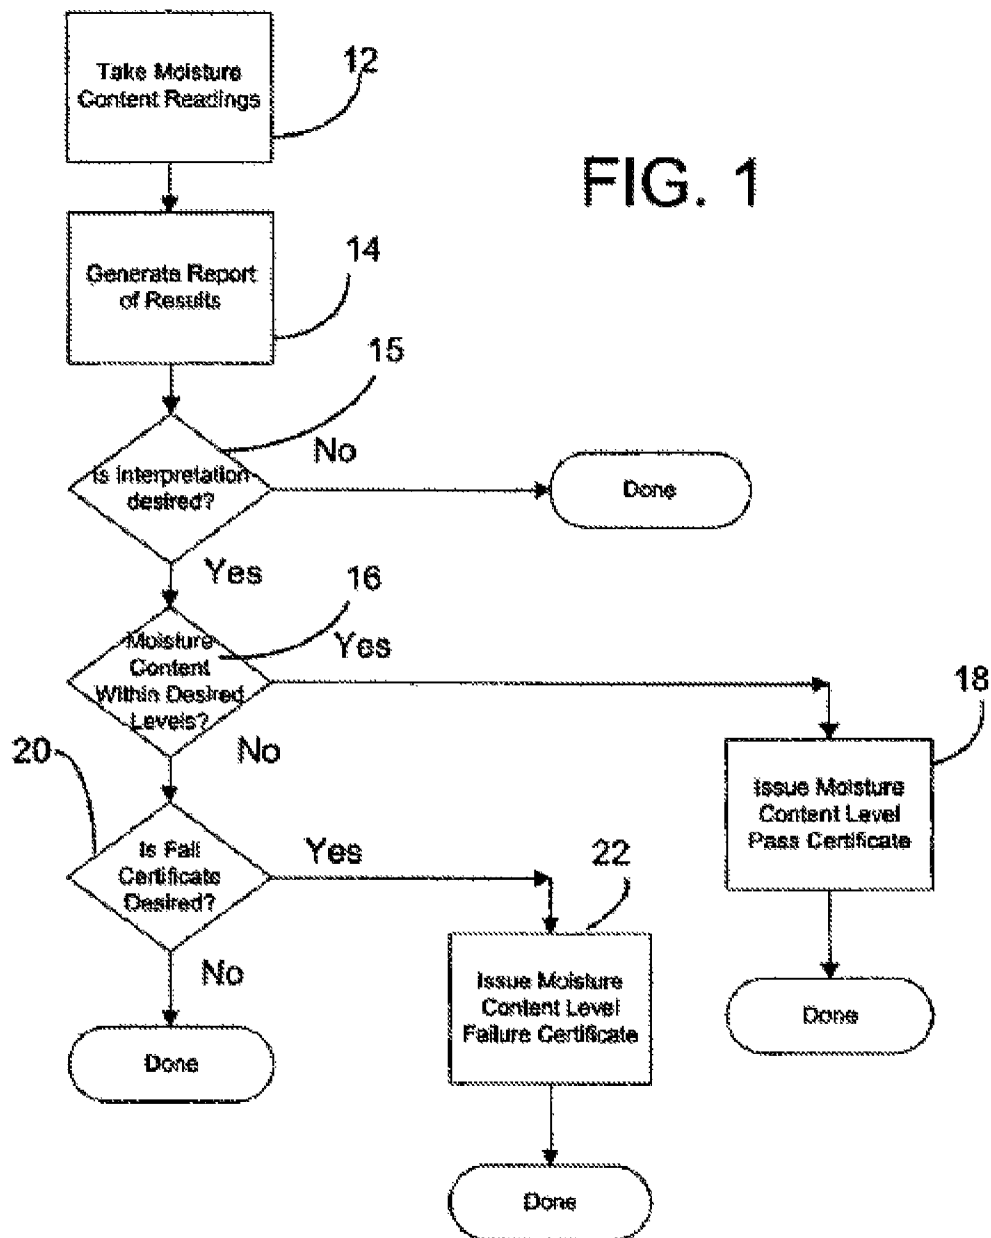 Take Moisture
Content Readings
12
FIG. 1
Generate Report
of Results
14
15
Is Interpretation
desired?
No
Done
Yes
16
Moisture
Content
Within Desired
Levels?
Yes
No
18
Issue Moisture
Content Level
Pass Certificate
20
Is Fail
Certificate
Desired?
Yes
22
No
Issue Moisture
Content Level
Failure Certificate
Done
Done
Done